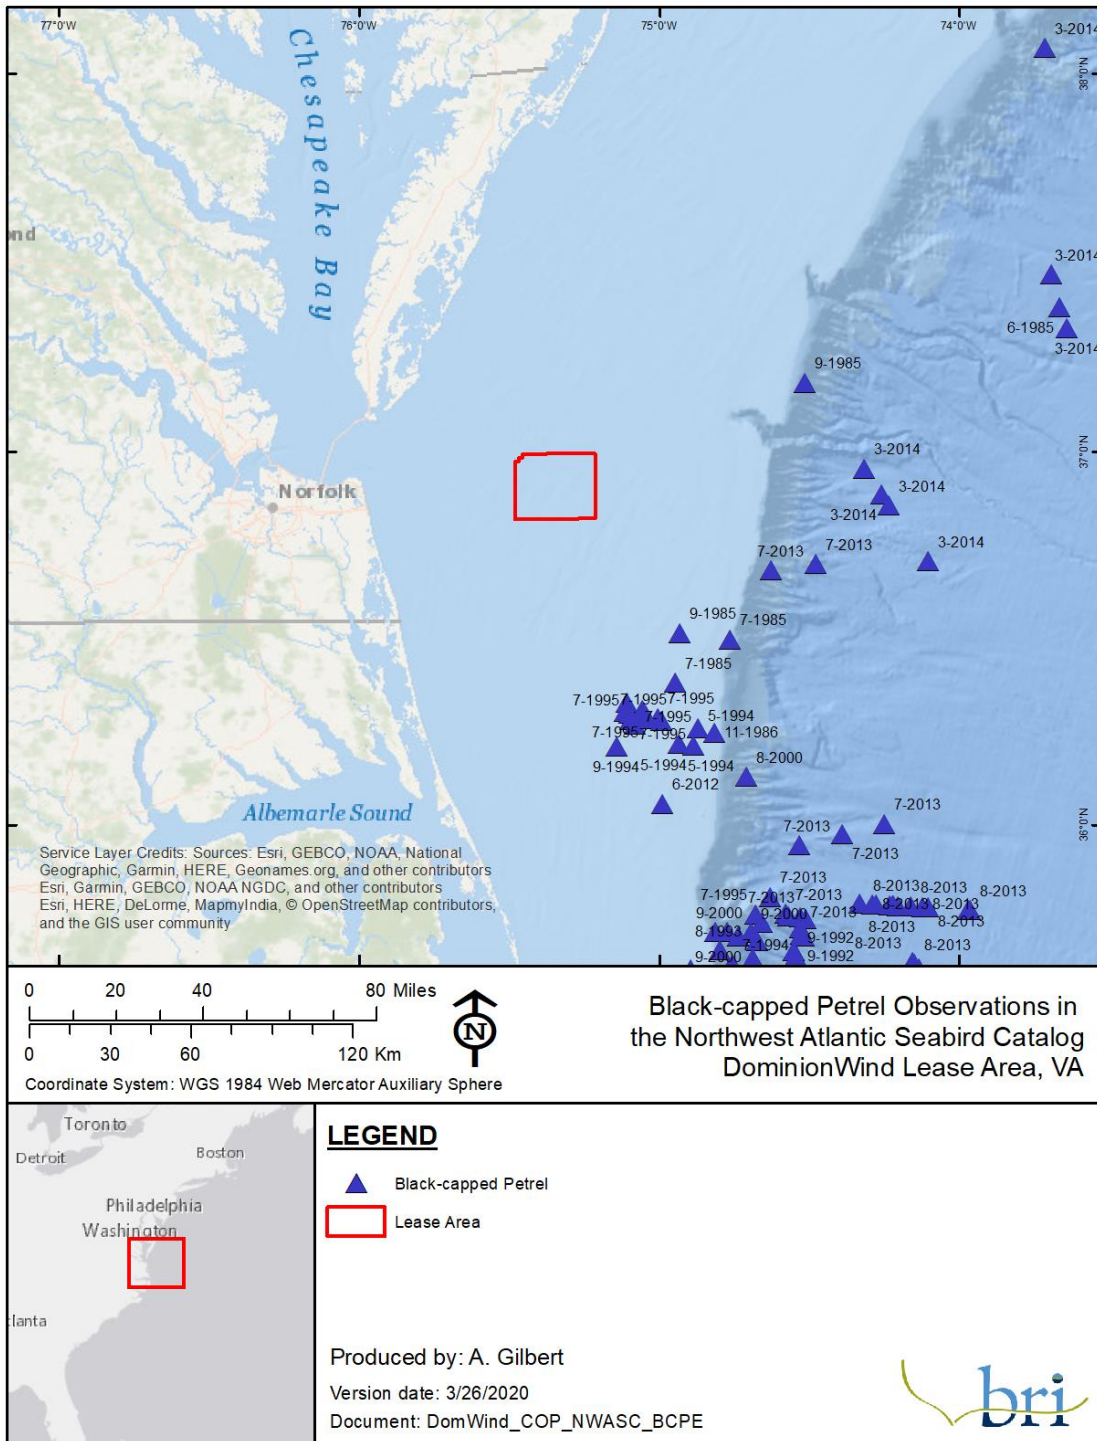 77°0'W
76°0'W
75°0'W
74°0'W
3-2014
38°0'N
Chesapeake Bay
nd
3-2014
6-1985
3-2014
9-1985
37°0'N
3-2014
3-2014
3-2014
Norfolk
7-2013
7-2013
3-2014
9-1985
7-1985
7-1985
7-1995
7-1995
7-1995
7-1995
5-1994
7-1995
7-1995
11-1986
9-1994
5-1994
5-1994
8-2000
6-2012
Albemarle Sound
7-2013
36°0'N
7-2013
7-2013
Service Layer Credits: Sources: Esri, GEBCO, NOAA, National
Geographic, Garmin, HERE, Geonames.org, and other contributors
Esri, Garmin, GEBCO, NOAA NGDC, and other contributors
Esri, HERE, DeLorme, MapmyIndia, © OpenStreetMap contributors,
and the GIS user community
7-2013
7-1995
7-2013
7-2013
8-2013
8-2013
8-2013
8-2013
8-2013
9-2000
9-2000
7-2013
8-2013
8-2013
8-1993
9-1992
8-2013
8-2013
7-1994
9-2000
9-1992
0 20 40 80 Miles
0 30 60 120 Km
N
Coordinate System: WGS 1984 Web Mercator Auxiliary Sphere
Black-capped Petrel Observations in
the Northwest Atlantic Seabird Catalog
DominionWind Lease Area, VA
Toronto
Detroit
Boston
Philadelphia
Washington
tlanta
LEGEND
Black-capped Petrel
Lease Area
Produced by: A. Gilbert
Version date: 3/26/2020
Document: DomWind_COP_NWASC_BCPE
bri